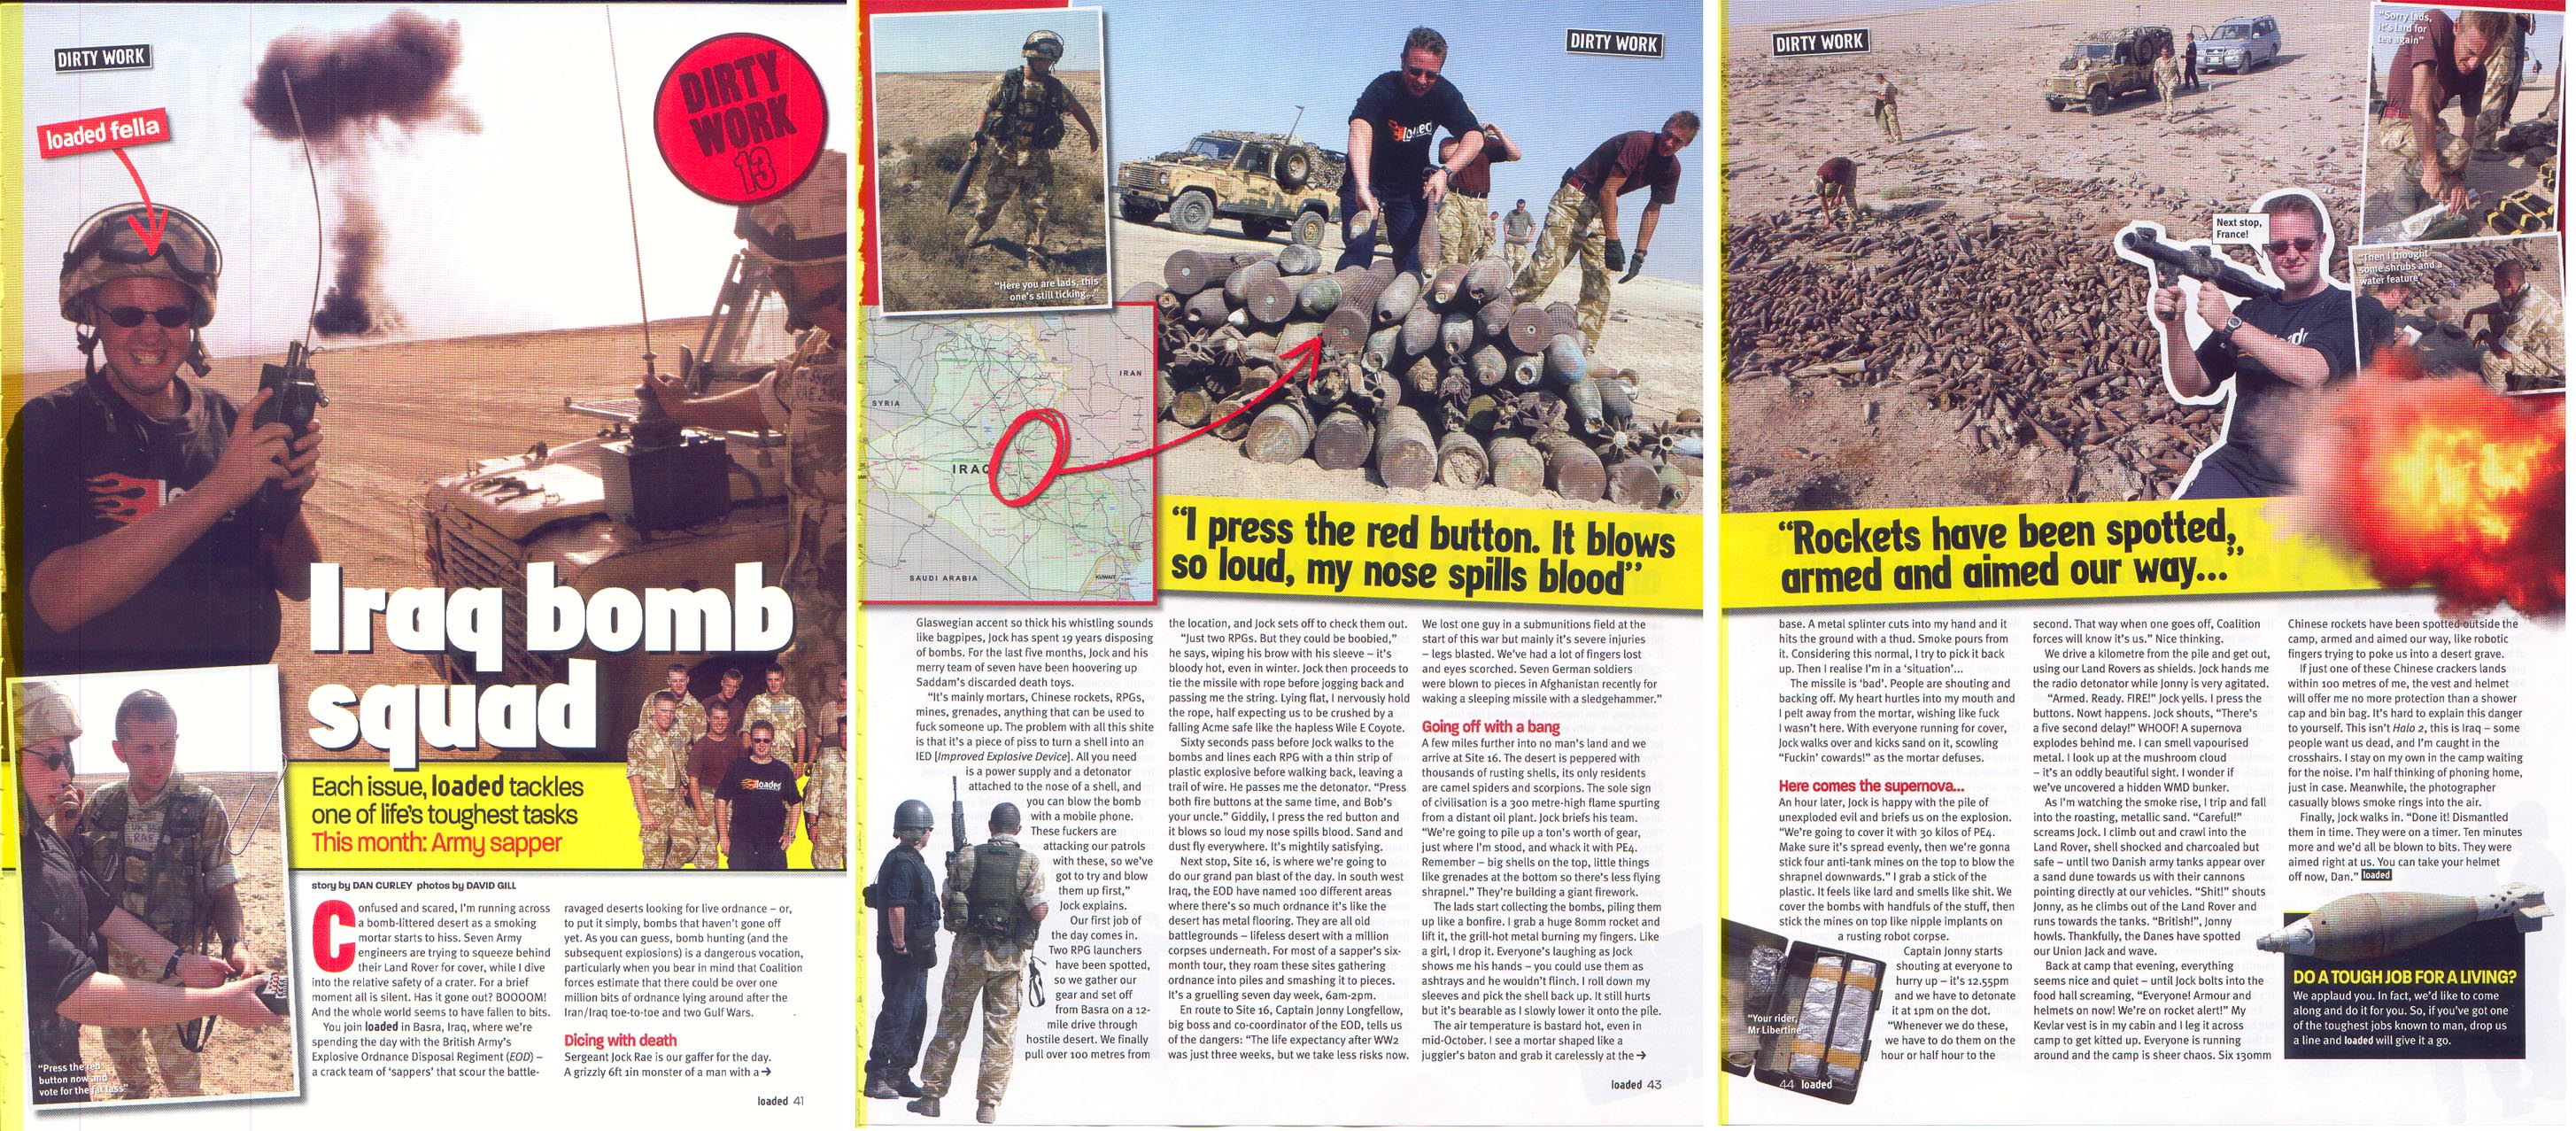 DIRTY WORK
loaded fella
DIRTY
WORK
13
Iraq bomb
squad
Each issue, loaded tackles
one of life's toughest tasks
This month: Army sapper
"Press the red
button now and
vote for the fat lass"
story by DAN CURLEY photos by DAVID GILL
Confused and scared, I'm running across
a bomb-littered desert as a smoking
mortar starts to hiss. Seven Army
engineers are trying to squeeze behind
their Land Rover for cover, while I dive
into the relative safety of a crater. For a brief
moment all is silent. Has it gone out? BOOOOM!
And the whole world seems to have fallen to bits.
You join loaded in Basra, Iraq, where we're
spending the day with the British Army's
Explosive Ordnance Disposal Regiment (EOD) –
a crack team of 'sappers' that scour the battle-
ravaged deserts looking for live ordnance – or,
to put it simply, bombs that haven't gone off
yet. As you can guess, bomb hunting (and the
subsequent explosions) is a dangerous vocation,
particularly when you bear in mind that Coalition
forces estimate that there could be over one
million bits of ordnance lying around after the
Iran/Iraq toe-to-toe and two Gulf Wars.
Dicing with death
Sergeant Jock Rae is our gaffer for the day.
A grizzly 6ft 1in monster of a man with a →
loaded 41
DIRTY WORK
"Here you are lads, this
one's still ticking..."
loaded
SYRIA
IRAN
IRAQ
SAUDI ARABIA
KUWAIT
"I press the red button. It blows
so loud, my nose spills blood"
Glaswegian accent so thick his whistling sounds
like bagpipes, Jock has spent 19 years disposing
of bombs. For the last five months, Jock and his
merry team of seven have been hoovering up
Saddam's discarded death toys.
"It's mainly mortars, Chinese rockets, RPGs,
mines, grenades, anything that can be used to
fuck someone up. The problem with all this shite
is that it's a piece of piss to turn a shell into an
IED [Improved Explosive Device]. All you need
is a power supply and a detonator
attached to the nose of a shell, and
you can blow the bomb
with a mobile phone.
These fuckers are
attacking our patrols
with these, so we've
got to try and blow
them up first,"
Jock explains.
Our first job of
the day comes in.
Two RPG launchers
have been spotted,
so we gather our
gear and set off
from Basra on a 12-
mile drive through
hostile desert. We finally
pull over 100 metres from
the location, and Jock sets off to check them out.
"Just two RPGs. But they could be boobied,"
he says, wiping his brow with his sleeve – it's
bloody hot, even in winter. Jock then proceeds to
tie the missile with rope before jogging back and
passing me the string. Lying flat, I nervously hold
the rope, half expecting us to be crushed by a
falling Acme safe like the hapless Wile E Coyote.
Sixty seconds pass before Jock walks to the
bombs and lines each RPG with a thin strip of
plastic explosive before walking back, leaving a
trail of wire. He passes me the detonator. "Press
both fire buttons at the same time, and Bob's
your uncle." Giddily, I press the red button and
it blows so loud my nose spills blood. Sand and
dust fly everywhere. It's mightily satisfying.
Next stop, Site 16, is where we're going to
do our grand pan blast of the day. In south west
Iraq, the EOD have named 100 different areas
where there's so much ordnance it's like the
desert has metal flooring. They are all old
battlegrounds – lifeless desert with a million
corpses underneath. For most of a sapper's six-
month tour, they roam these sites gathering
ordnance into piles and smashing it to pieces.
It's a gruelling seven day week, 6am-2pm.
En route to Site 16, Captain Jonny Longfellow,
big boss and co-coordinator of the EOD, tells us
of the dangers: "The life expectancy after WW2
was just three weeks, but we take less risks now.
We lost one guy in a submunitions field at the
start of this war but mainly it's severe injuries
– legs blasted. We've had a lot of fingers lost
and eyes scorched. Seven German soldiers
were blown to pieces in Afghanistan recently for
waking a sleeping missile with a sledgehammer."
Going off with a bang
A few miles further into no man's land and we
arrive at Site 16. The desert is peppered with
thousands of rusting shells, its only residents
are camel spiders and scorpions. The sole sign
of civilisation is a 300 metre-high flame spurting
from a distant oil plant. Jock briefs his team.
"We're going to pile up a ton's worth of gear,
just where I'm stood, and whack it with PE4.
Remember – big shells on the top, little things
like grenades at the bottom so there's less flying
shrapnel." They're building a giant firework.
The lads start collecting the bombs, piling them
up like a bonfire. I grab a huge 80mm rocket and
lift it, the grill-hot metal burning my fingers. Like
a girl, I drop it. Everyone's laughing as Jock
shows me his hands – you could use them as
ashtrays and he wouldn't flinch. I roll down my
sleeves and pick the shell back up. It still hurts
but it's bearable as I slowly lower it onto the pile.
The air temperature is bastard hot, even in
mid-October. I see a mortar shaped like a
juggler's baton and grab it carelessly at the →
loaded 43
DIRTY WORK
"Sorry lads,
it's lard for
tea again"
Next stop,
France!
"Then I thought
some shrubs and a
water feature"
"Rockets have been spotted,
armed and aimed our way..."
base. A metal splinter cuts into my hand and it
hits the ground with a thud. Smoke pours from
it. Considering this normal, I try to pick it back
up. Then I realise I'm in a 'situation'...
The missile is 'bad'. People are shouting and
backing off. My heart hurtles into my mouth and
I pelt away from the mortar, wishing like fuck
I wasn't here. With everyone running for cover,
Jock walks over and kicks sand on it, scowling
"Fuckin' cowards!" as the mortar defuses.
Here comes the supernova...
An hour later, Jock is happy with the pile of
unexploded evil and briefs us on the explosion.
"We're going to cover it with 30 kilos of PE4.
Make sure it's spread evenly, then we're gonna
stick four anti-tank mines on the top to blow the
shrapnel downwards." I grab a stick of the
plastic. It feels like lard and smells like shit. We
cover the bombs with handfuls of the stuff, then
stick the mines on top like nipple implants on
a rusting robot corpse.
Captain Jonny starts
shouting at everyone to
hurry up – it's 12.55pm
and we have to detonate
it at 1pm on the dot.
"Whenever we do these,
we have to do them on the
hour or half hour to the
"Your rider,
Mr Libertine"
second. That way when one goes off, Coalition
forces will know it's us." Nice thinking.
We drive a kilometre from the pile and get out,
using our Land Rovers as shields. Jock hands me
the radio detonator while Jonny is very agitated.
"Armed. Ready. FIRE!" Jock yells. I press the
buttons. Nowt happens. Jock shouts, "There's
a five second delay!" WHOOF! A supernova
explodes behind me. I can smell vapourised
metal. I look up at the mushroom cloud
– it's an oddly beautiful sight. I wonder if
we've uncovered a hidden WMD bunker.
As I'm watching the smoke rise, I trip and fall
into the roasting, metallic sand. "Careful!"
screams Jock. I climb out and crawl into the
Land Rover, shell shocked and charcoaled but
safe – until two Danish army tanks appear over
a sand dune towards us with their cannons
pointing directly at our vehicles. "Shit!" shouts
Jonny, as he climbs out of the Land Rover and
runs towards the tanks. "British!", Jonny
howls. Thankfully, the Danes have spotted
our Union Jack and wave.
Back at camp that evening, everything
seems nice and quiet – until Jock bolts into the
food hall screaming, "Everyone! Armour and
helmets on now! We're on rocket alert!" My
Kevlar vest is in my cabin and I leg it across
camp to get kitted up. Everyone is running
around and the camp is sheer chaos. Six 130mm
Chinese rockets have been spotted outside the
camp, armed and aimed our way, like robotic
fingers trying to poke us into a desert grave.
If just one of these Chinese crackers lands
within 100 metres of me, the vest and helmet
will offer me no more protection than a shower
cap and bin bag. It's hard to explain this danger
to yourself. This isn't Halo 2, this is Iraq – some
people want us dead, and I'm caught in the
crosshairs. I stay on my own in the camp waiting
for the noise. I'm half thinking of phoning home,
just in case. Meanwhile, the photographer
casually blows smoke rings into the air.
Finally, Jock walks in. "Done it! Dismantled
them in time. They were on a timer. Ten minutes
more and we'd all be blown to bits. They were
aimed right at us. You can take your helmet
off now, Dan." loaded
DO A TOUGH JOB FOR A LIVING?
We applaud you. In fact, we'd like to come
along and do it for you. So, if you've got one
of the toughest jobs known to man, drop us
a line and loaded will give it a go.
44 loaded